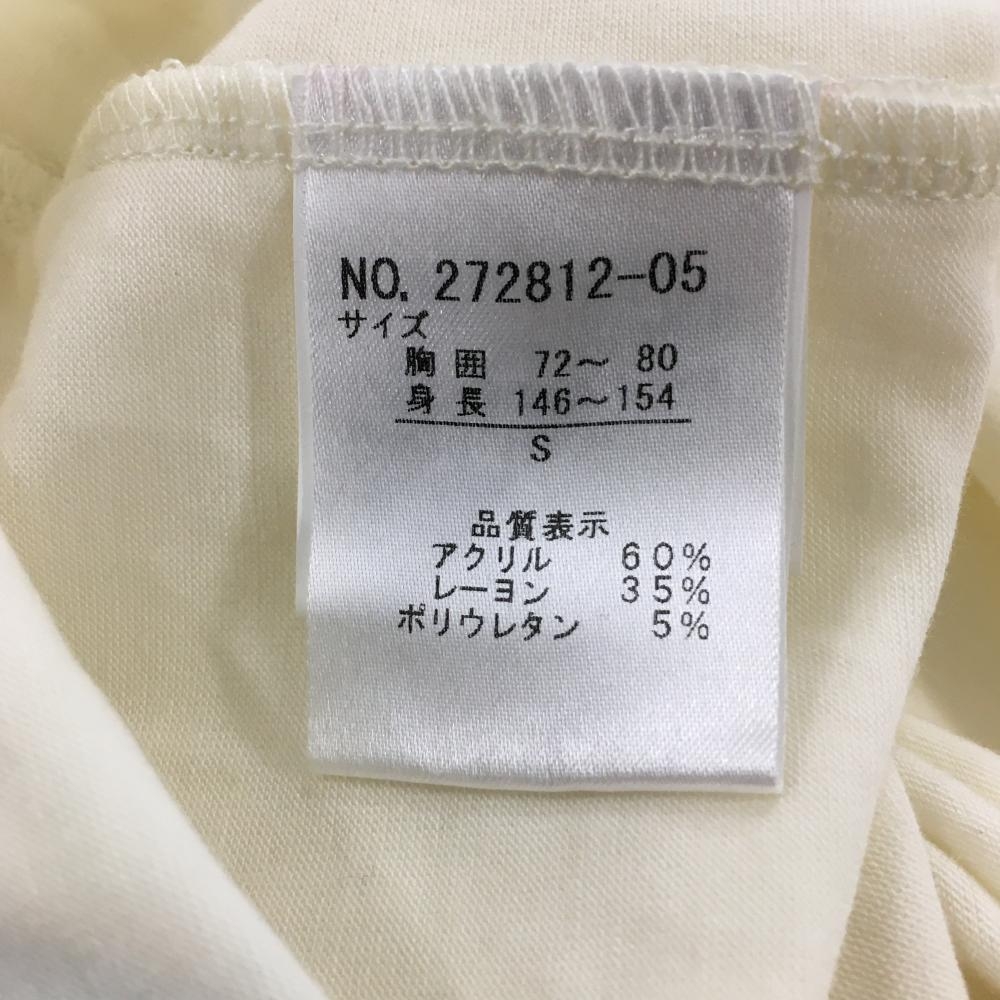 NO. 272812-05
サイズ
胸囲 72～ 80
身長 146～154
S
品質表示
アクリル 60%
レーヨン 35%
ポリウレタン 5%